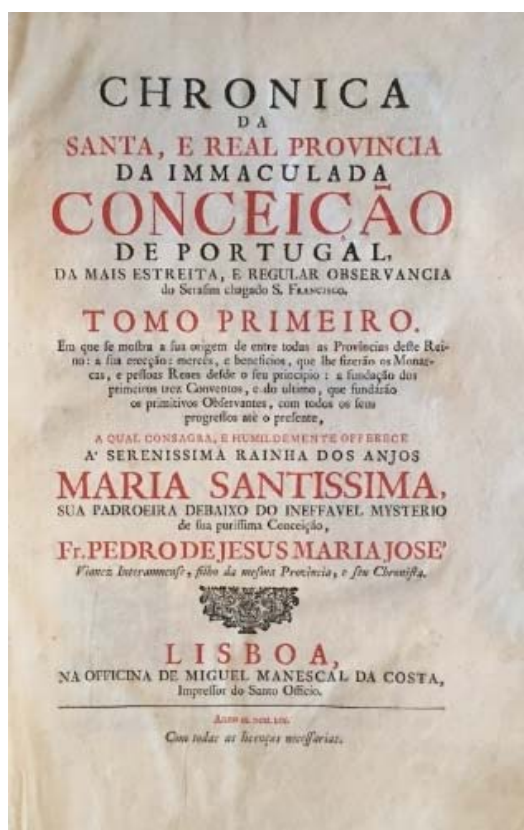 CHRONICA
DA
SANTA, E REAL PROVINCIA
DA IMMACULADA
CONCEIÇÃO
DE PORTUGAL,
DA MAIS ESTREITA, E REGULAR OBSERVANCIA
do Serafim chagado S. FRANCISCO.
TOMO PRIMEIRO.
Em que se mostra a sua origem de entre todas as Provincias deste Rei-
no: a sua erecção: mercês, e beneficios, que lhe fizerão os Monar-
cas, e pessoas Reaes desde o seu principio: a fundação dos
primeiros trez Conventos, e do ultimo, que fundárão
os primitivos Observantes, com todos os seus
progressos até o presente,
A QUAL CONSAGRA, E HUMILDEMENTE OFFERECE
A' SERENISSIMA RAINHA DOS ANJOS
MARIA SANTISSIMA,
SUA PADROEIRA DEBAIXO DO INEFFAVEL MYSTERIO
de sua purissima Conceição,
Fr. PEDRO DE JESUS MARIA JOSE'
Vianez Interamnense, filho da mesma Provincia, e seu Chronista.
LISBOA,
NA OFFICINA DE MIGUEL MANESCAL DA COSTA,
Impressor do Santo Officio.
ANNO
Com todas as licenças necessarias.